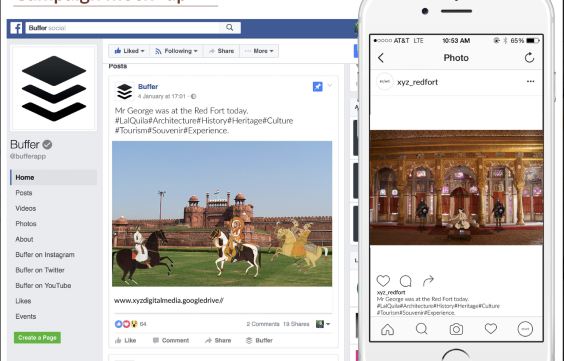 Campaign mock-up
Buffer social
Liked
Following
Share
More
Posts
Buffer
4 January at 17:01
Mr George was at the Red Fort today.
#LalQuila#Architecture#History#Heritage#Culture
#Tourism#Souvenir#Experience.
www.xyzdigitalmedia.googledrive//
64
2 Comments 19 Shares
Like
Comment
Share
Buffer
Buffer
@bufferapp
Home
Posts
Videos
Photos
About
Buffer on Instagram
Buffer on Twitter
Buffer on YouTube
Likes
Events
Create a Page
AT&T LTE
10:53 AM
65%
Photo
xyz_redfort
xyz_redfort
Mr George was at the Red Fort today.
#LalQuila#Architecture#History#Heritage#Culture
#Tourism#Souvenir#Experience.